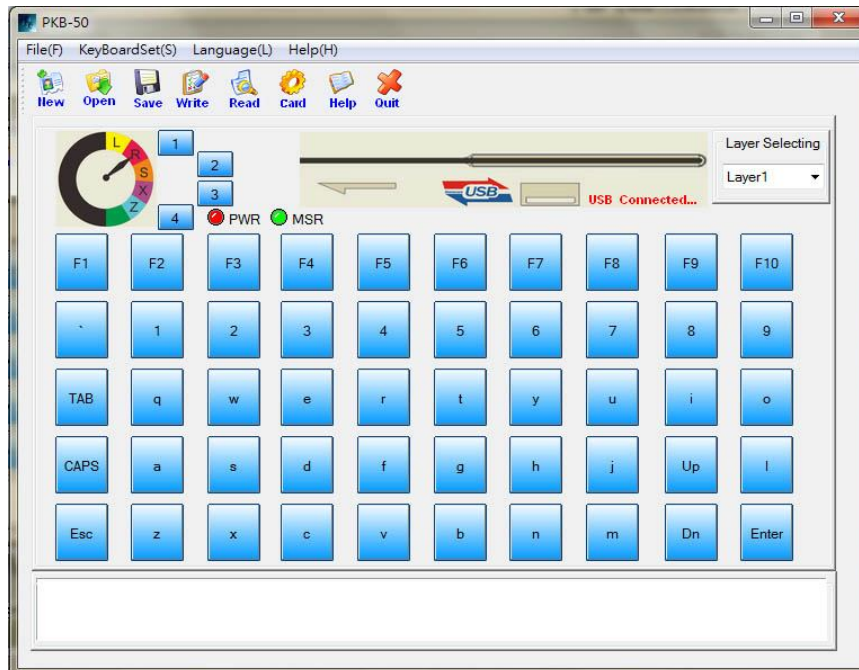 PKB-50
File(F) KeyBoardSet(S) Language(L) Help(H)
New Open Save Write Read Card Help Quit
L R S X Z
1
2
3
4
PWR MSR
USB
USB Connected...
Layer Selecting
Layer1
F1 F2 F3 F4 F5 F6 F7 F8 F9 F10
` 1 2 3 4 5 6 7 8 9
TAB q w e r t y u i o
CAPS a s d f g h j Up l
Esc z x c v b n m Dn Enter